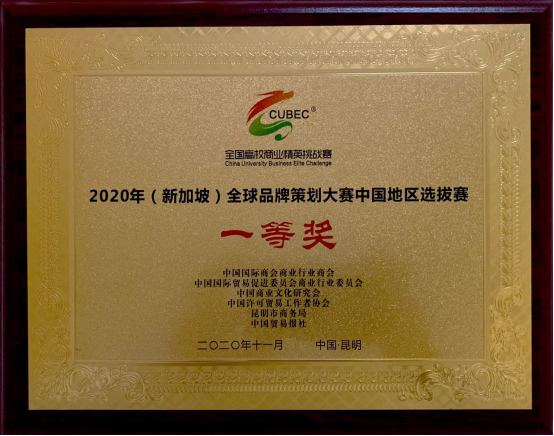 CUBEC®
全国高校商业精英挑战赛
China University Business Elite Challenge
2020年（新加坡）全球品牌策划大赛中国地区选拔赛
一等奖
中国国际商会商业行业商会
中国国际贸易促进委员会商业行业委员会
中国商业文化研究会
中国许可贸易工作者协会
昆明市商务局
中国贸易报社
二〇二〇年十一月 中国·昆明